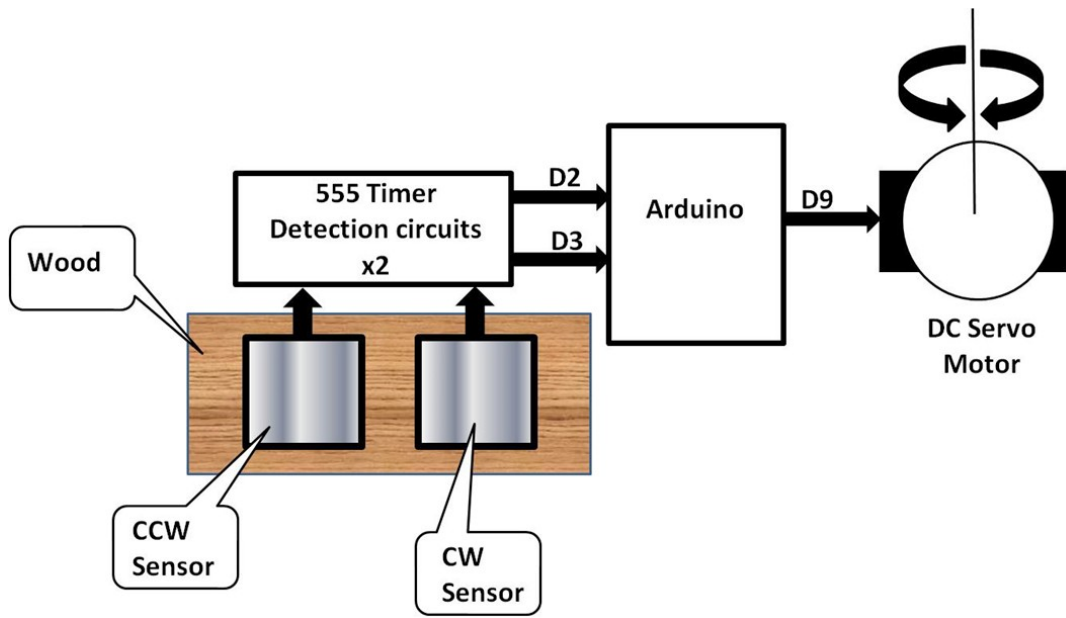 555 Timer
Detection circuits
x2
D2
D3
Arduino
D9
DC Servo
Motor
Wood
CCW
Sensor
CW
Sensor